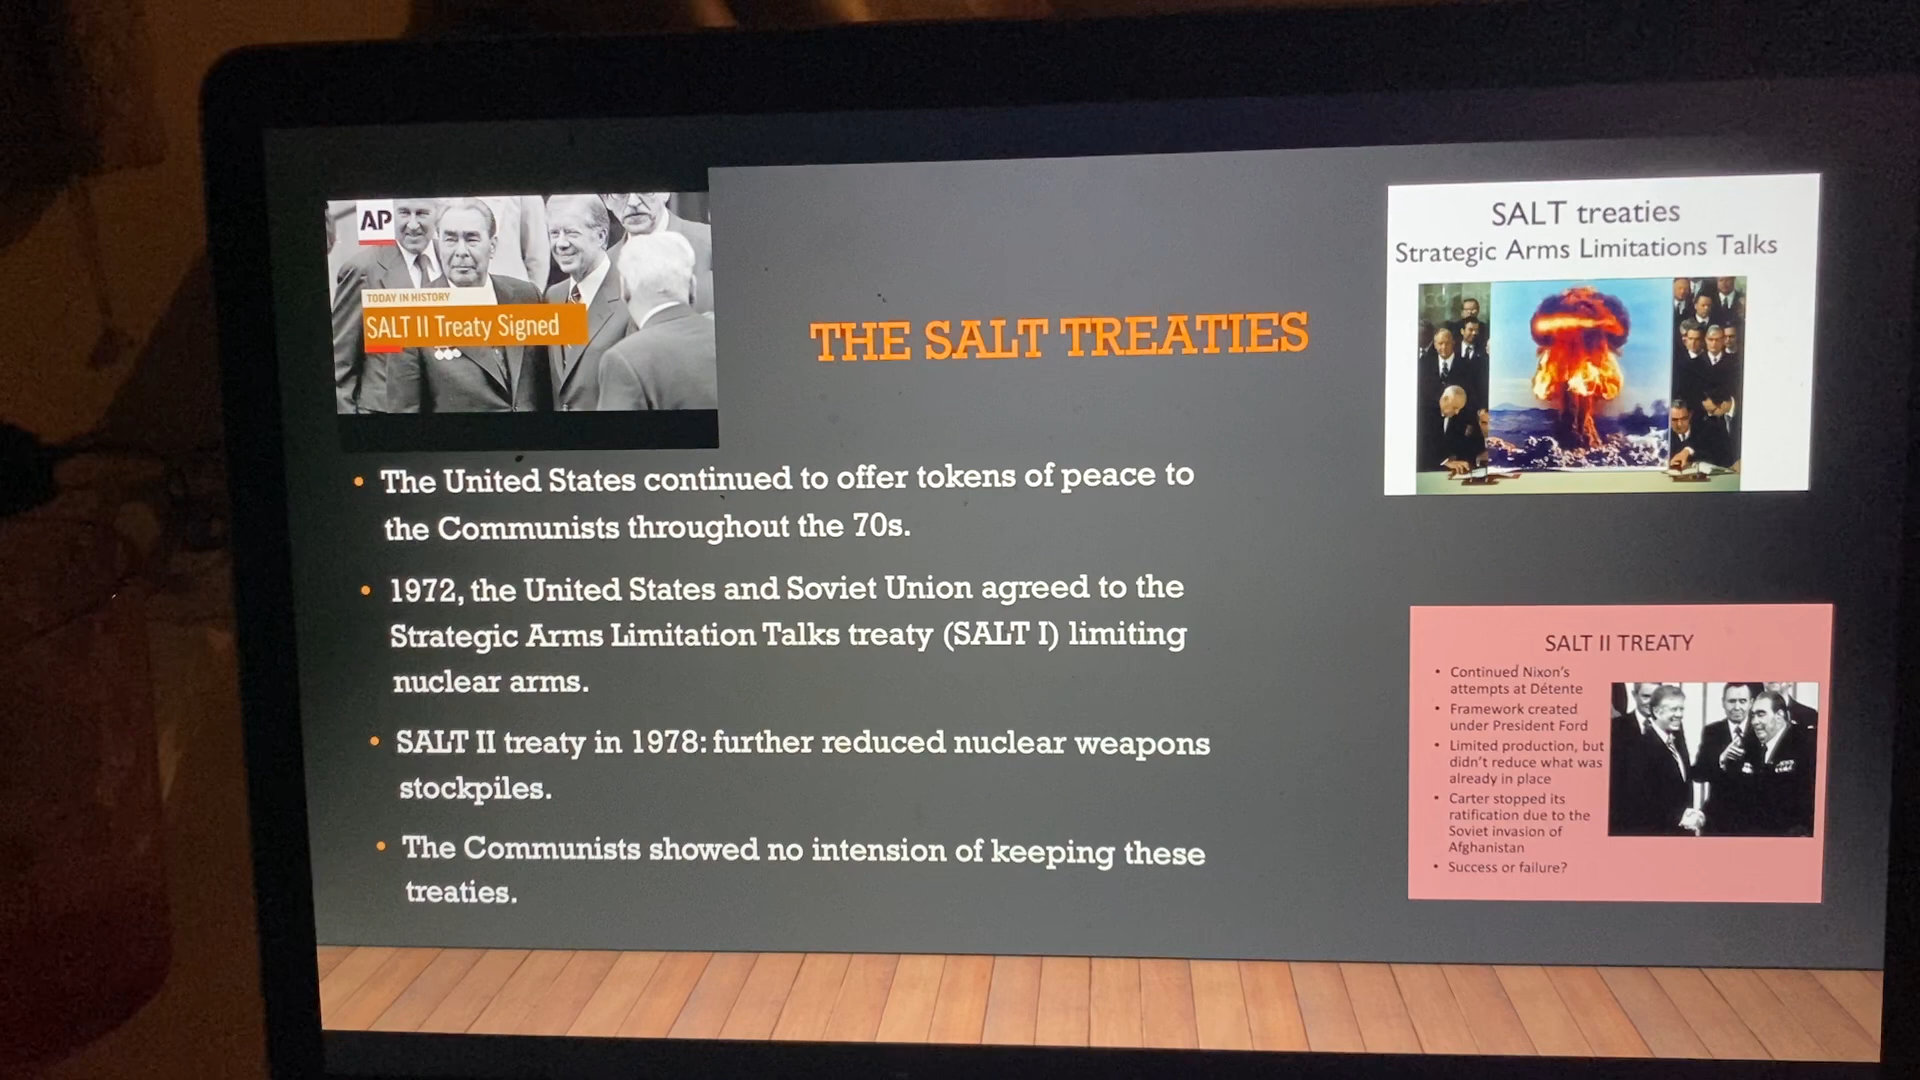 AP
TODAY IN HISTORY
SALT II Treaty Signed
THE SALT TREATIES
SALT treaties
Strategic Arms Limitations Talks
• The United States continued to offer tokens of peace to
the Communists throughout the 70s.
• 1972, the United States and Soviet Union agreed to the
Strategic Arms Limitation Talks treaty (SALT I) limiting
nuclear arms.
• SALT II treaty in 1978: further reduced nuclear weapons
stockpiles.
• The Communists showed no intension of keeping these
treaties.
SALT II TREATY
• Continued Nixon's
attempts at Détente
• Framework created
under President Ford
• Limited production, but
didn't reduce what was
already in place
• Carter stopped its
ratification due to the
Soviet invasion of
Afghanistan
• Success or failure?